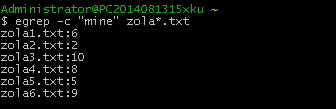 Administrator@PC2014081315xku ~
$ egrep -c "mine" zola*.txt
zola1.txt:6
zola2.txt:2
zola3.txt:10
zola4.txt:8
zola5.txt:5
zola6.txt:9